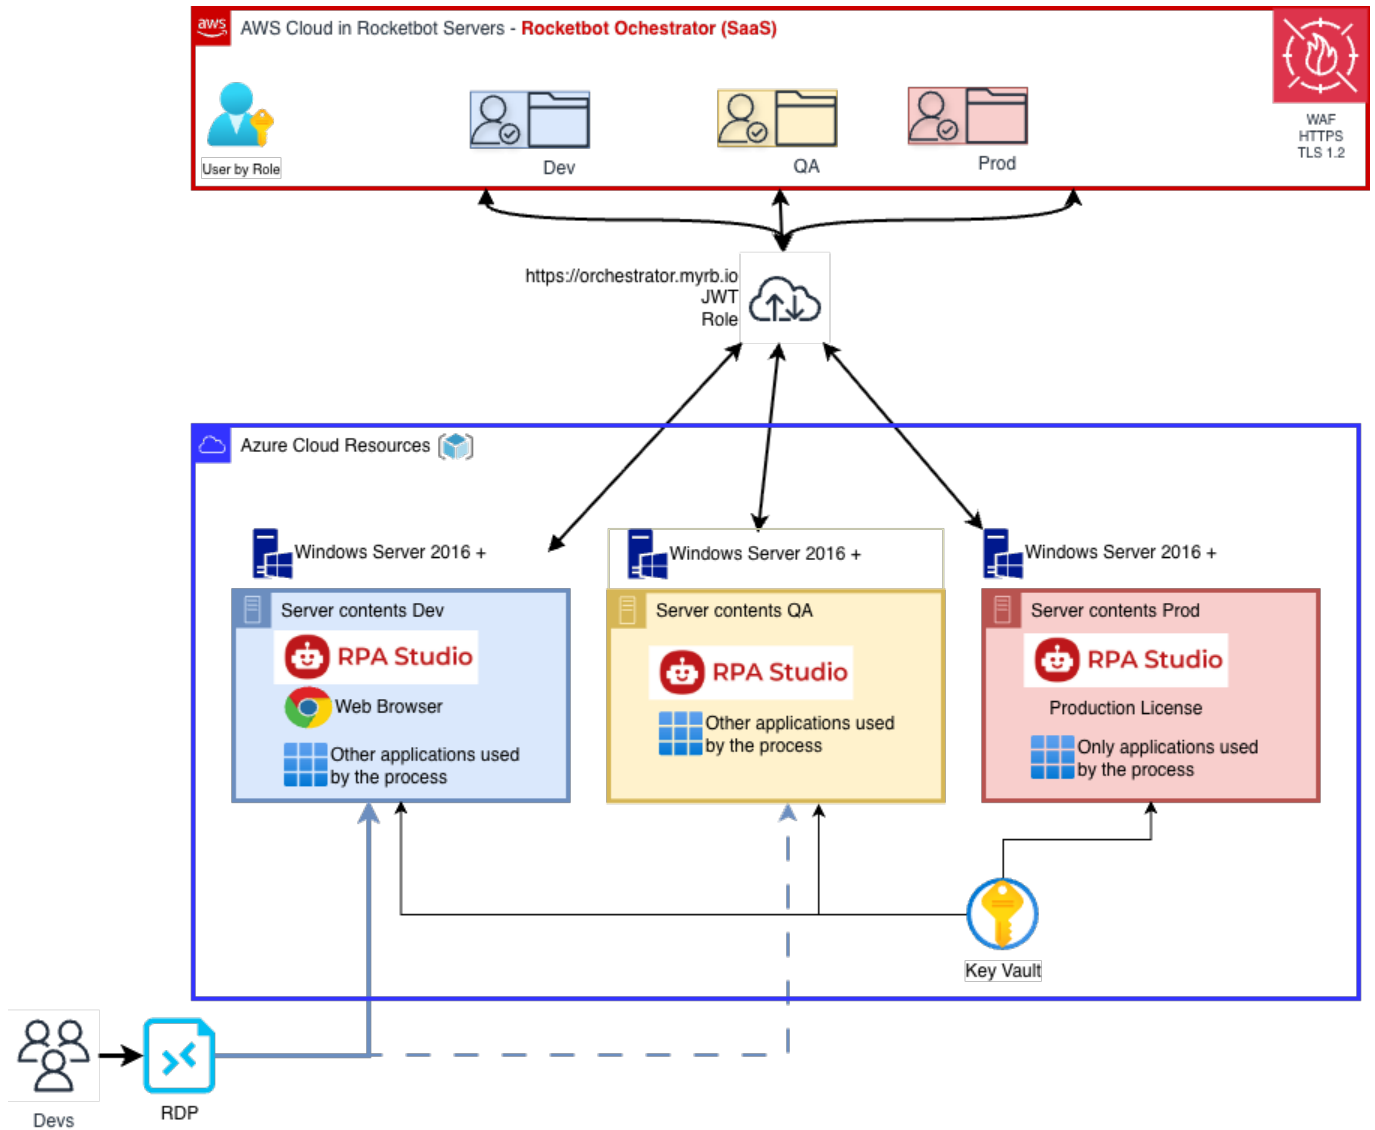 aws
AWS Cloud in Rocketbot Servers - Rocketbot Ochestrator (SaaS)
User by Role
Dev
QA
Prod
WAF
HTTPS
TLS 1.2
https://orchestrator.myrb.io
JWT
Role
Azure Cloud Resources
Windows Server 2016 +
Windows Server 2016 +
Windows Server 2016 +
Server contents Dev
RPA Studio
Web Browser
Other applications used
by the process
Server contents QA
RPA Studio
Other applications used
by the process
Server contents Prod
RPA Studio
Production License
Only applications used
by the process
Key Vault
Devs
RDP